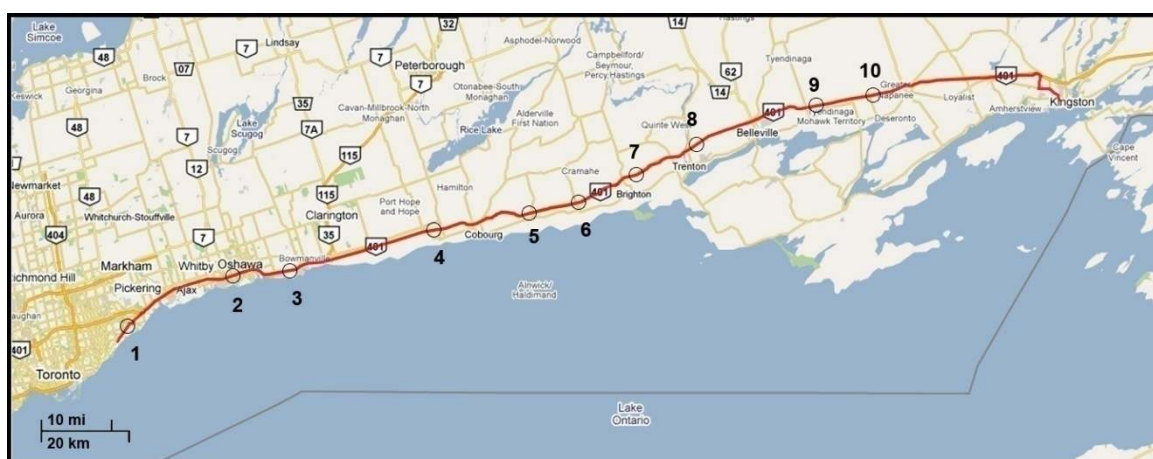 Lake
Simcoe
48
7
Lindsay
32
7
Asphodel-Norwood
14
Hastings
Georgina
Brock
07
7
Peterborough
Campbellford/
Seymour,
Percy,Hastings
62
Tyendinaga
48
Lake
Scugog
35
Cavan-Millbrook-North
Monaghan
Otonabee-South
Monaghan
7
14
9
10
Greater
Napanee
401
7
7A
Alderville
First Nation
Quinte West
8
401
Tyendinaga
Mohawk Territory
Deseronto
Loyalist
Amherstview
Kingston
Scugog
12
115
Rice Lake
Belleville
Cape
Vincent
Newmarket
48
115
Hamilton
Cramahe
7
Trenton
Aurora
Whitchurch-Stouffville
Clarington
Port Hope
and Hope
401
Brighton
404
7
35
401
4
Cobourg
5
6
Richmond Hill
Markham
Whitby
Oshawa
Bowmanville
Pickering
Ajax
2
3
Alnwick/
Haldimand
Vaughan
401
1
Toronto
10 mi
20 km
Lake
Ontario